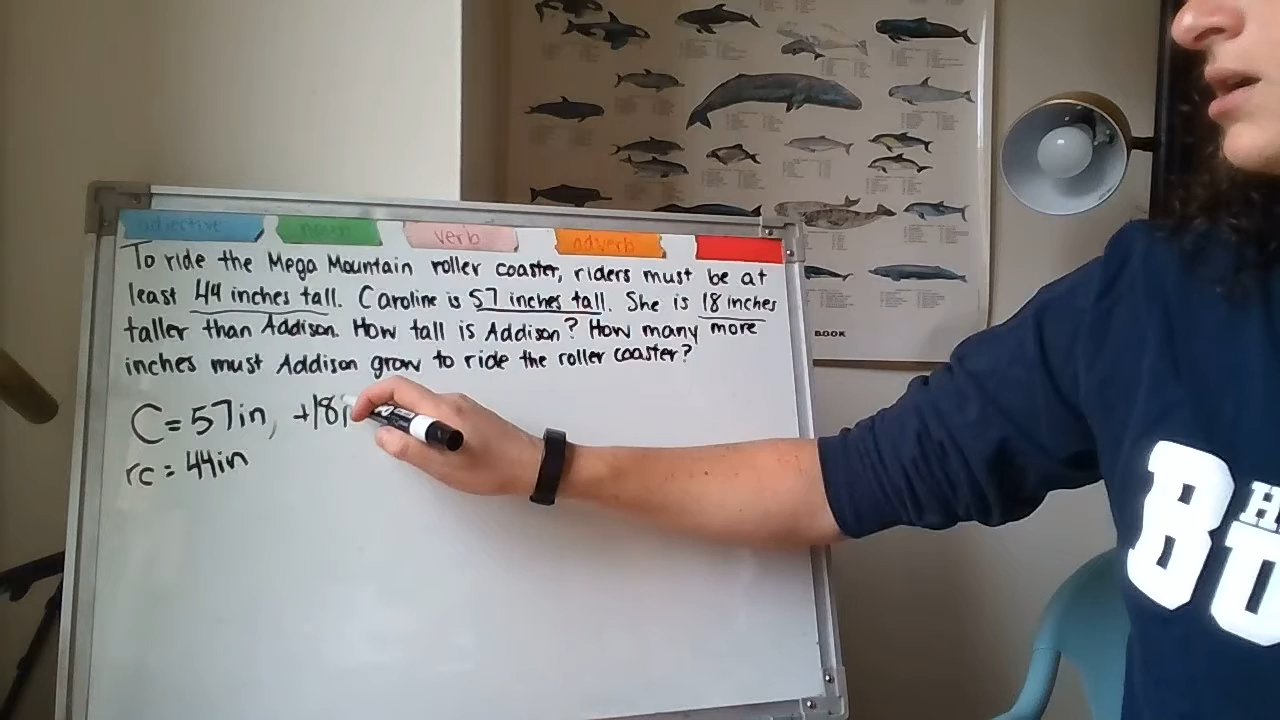 adjective noun verb adverb
To ride the Mega Mountain roller coaster, riders must be at
least 44 inches tall. Caroline is 57 inches tall. She is 18 inches
taller than Addison. How tall is Addison? How many more
inches must Addison grow to ride the roller coaster?
C = 57in, +18i
rc = 44in
BOOK
H
BU